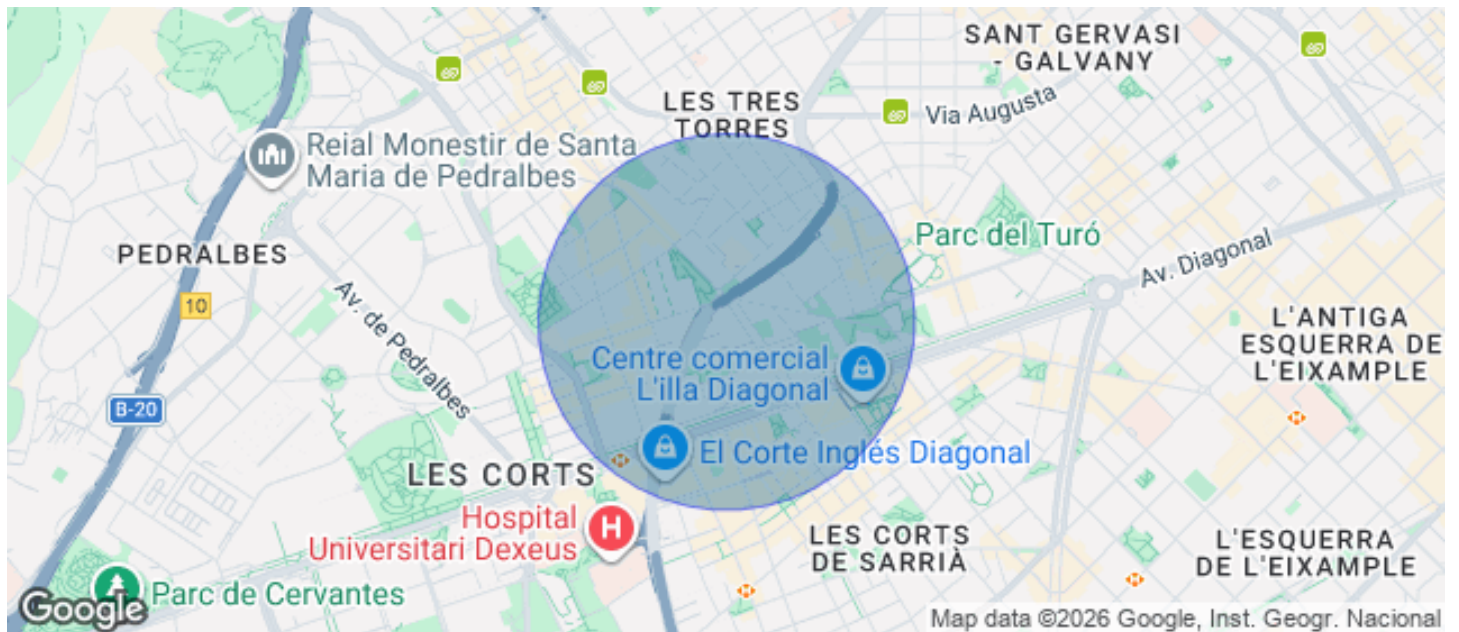 SANT GERVASI
- GALVANY
LES TRES
TORRES
Via Augusta
Reial Monestir de Santa
Maria de Pedralbes
Parc del Turó
PEDRALBES
Av. Diagonal
10
Av. de Pedralbes
L'ANTIGA
ESQUERRA DE
L'EIXAMPLE
Centre comercial
L'illa Diagonal
B-20
El Corte Inglés Diagonal
LES CORTS
Hospital
Universitari Dexeus
H
LES CORTS
DE SARRIÀ
L'ESQUERRA
DE L'EIXAMPLE
Parc de Cervantes
Google
Map data ©2026 Google, Inst. Geogr. Nacional